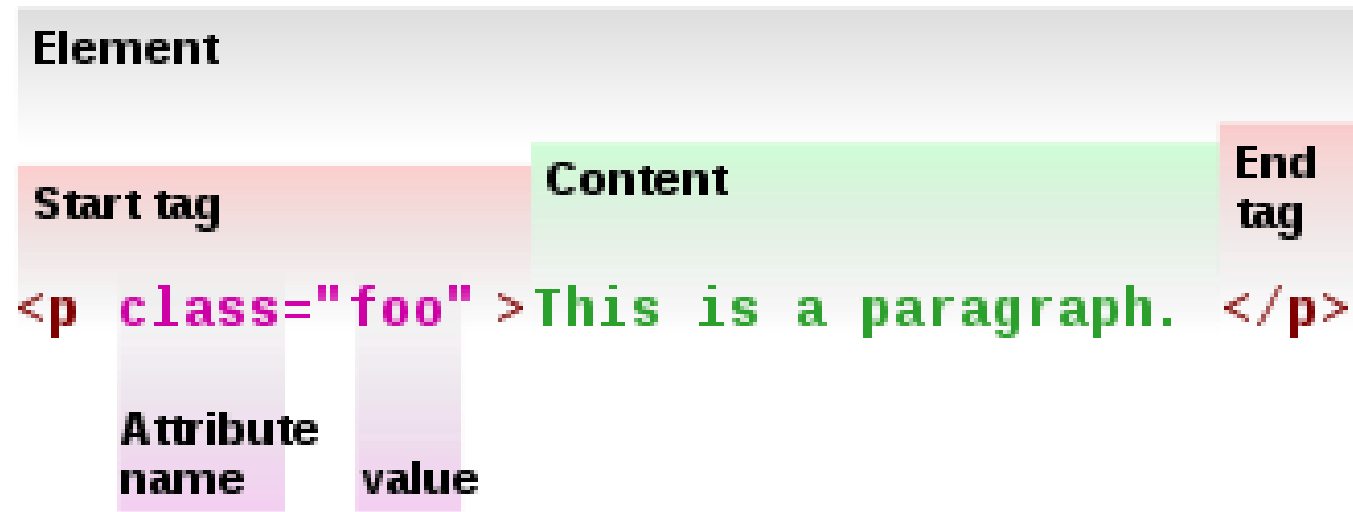 Element
Start tag
Content
End
tag
<p class="foo" >This is a paragraph. </p>
Attribute
name
value